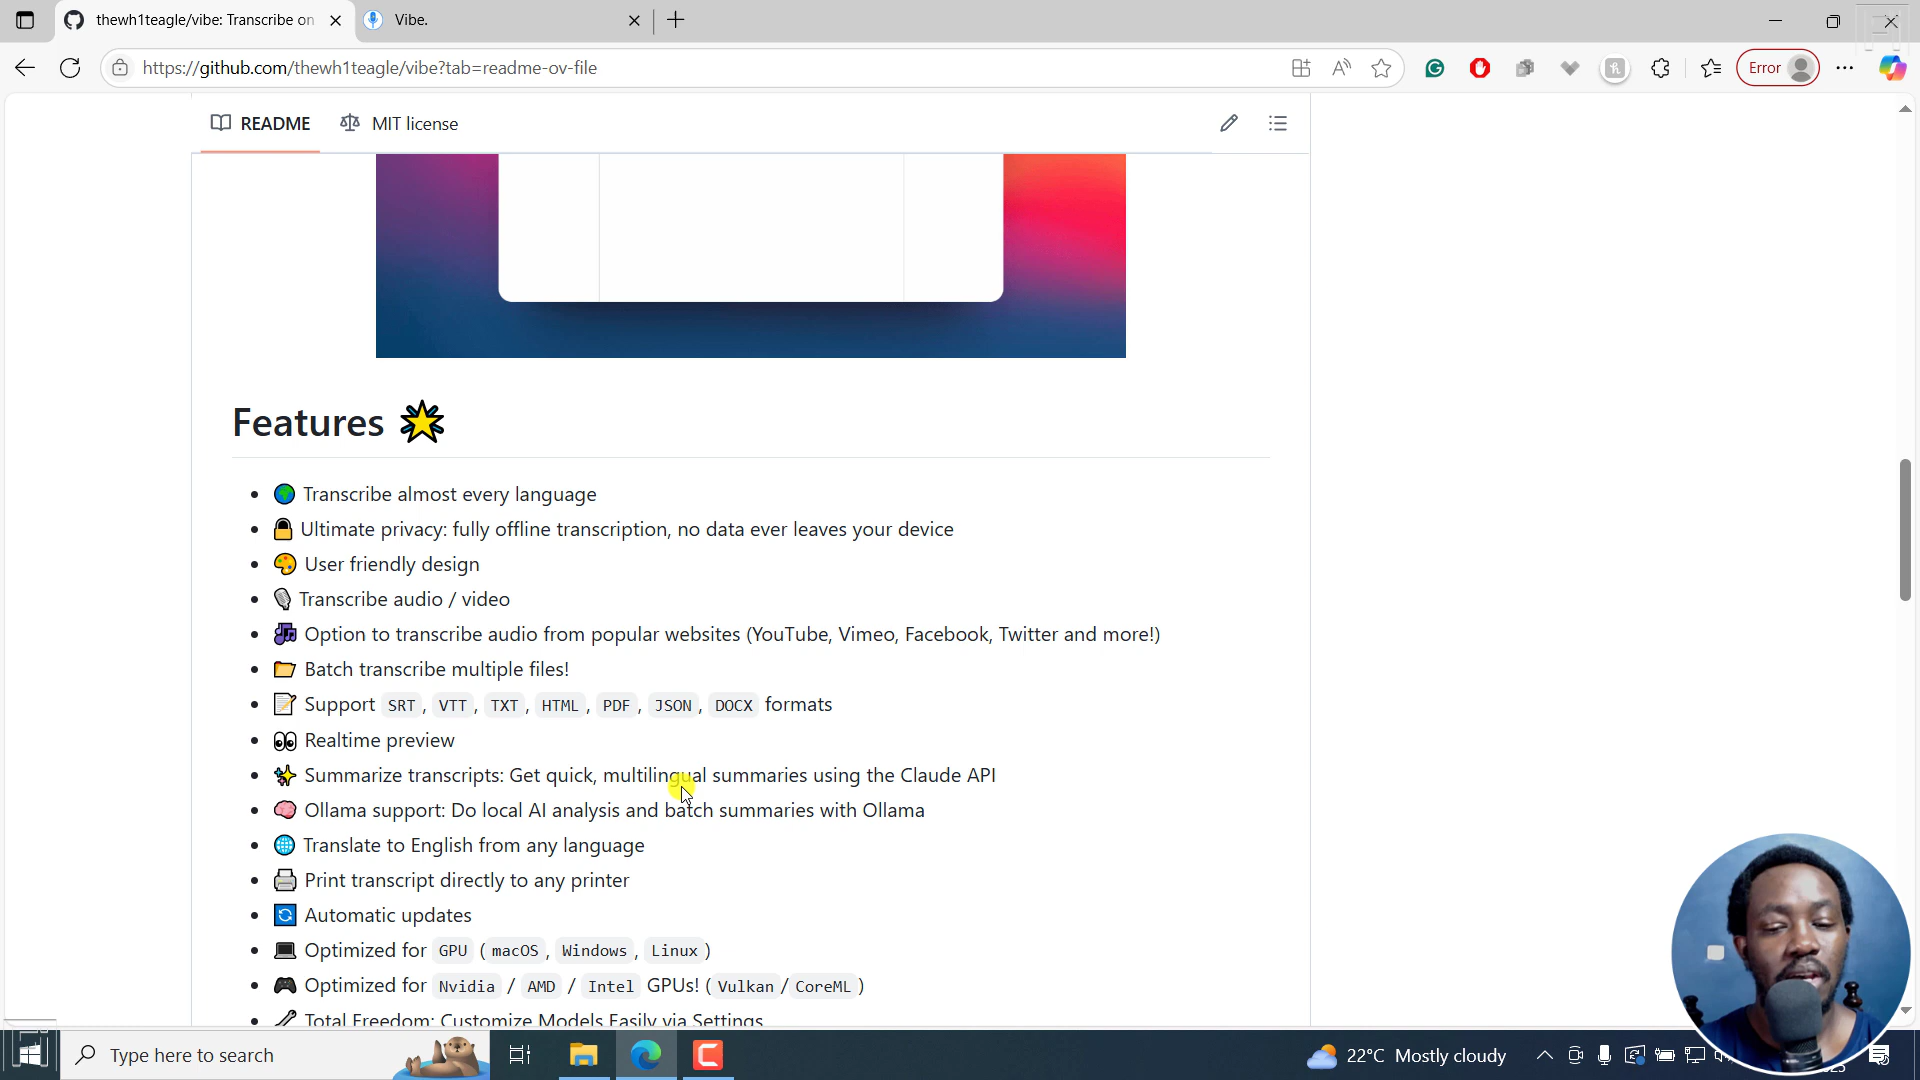 thewh1teagle/vibe: Transcribe on
Vibe.
https://github.com/thewh1teagle/vibe?tab=readme-ov-file
Error
README
MIT license
Features
Transcribe almost every language
Ultimate privacy: fully offline transcription, no data ever leaves your device
User friendly design
Transcribe audio / video
Option to transcribe audio from popular websites (YouTube, Vimeo, Facebook, Twitter and more!)
Batch transcribe multiple files!
Support SRT, VTT, TXT, HTML, PDF, JSON, DOCX formats
Realtime preview
Summarize transcripts: Get quick, multilingual summaries using the Claude API
Ollama support: Do local AI analysis and batch summaries with Ollama
Translate to English from any language
Print transcript directly to any printer
Automatic updates
Optimized for GPU (macOS, Windows, Linux)
Optimized for Nvidia / AMD / Intel GPUs! (Vulkan/CoreML)
Total Freedom: Customize Models Easily via Settings
Type here to search
22°C Mostly cloudy